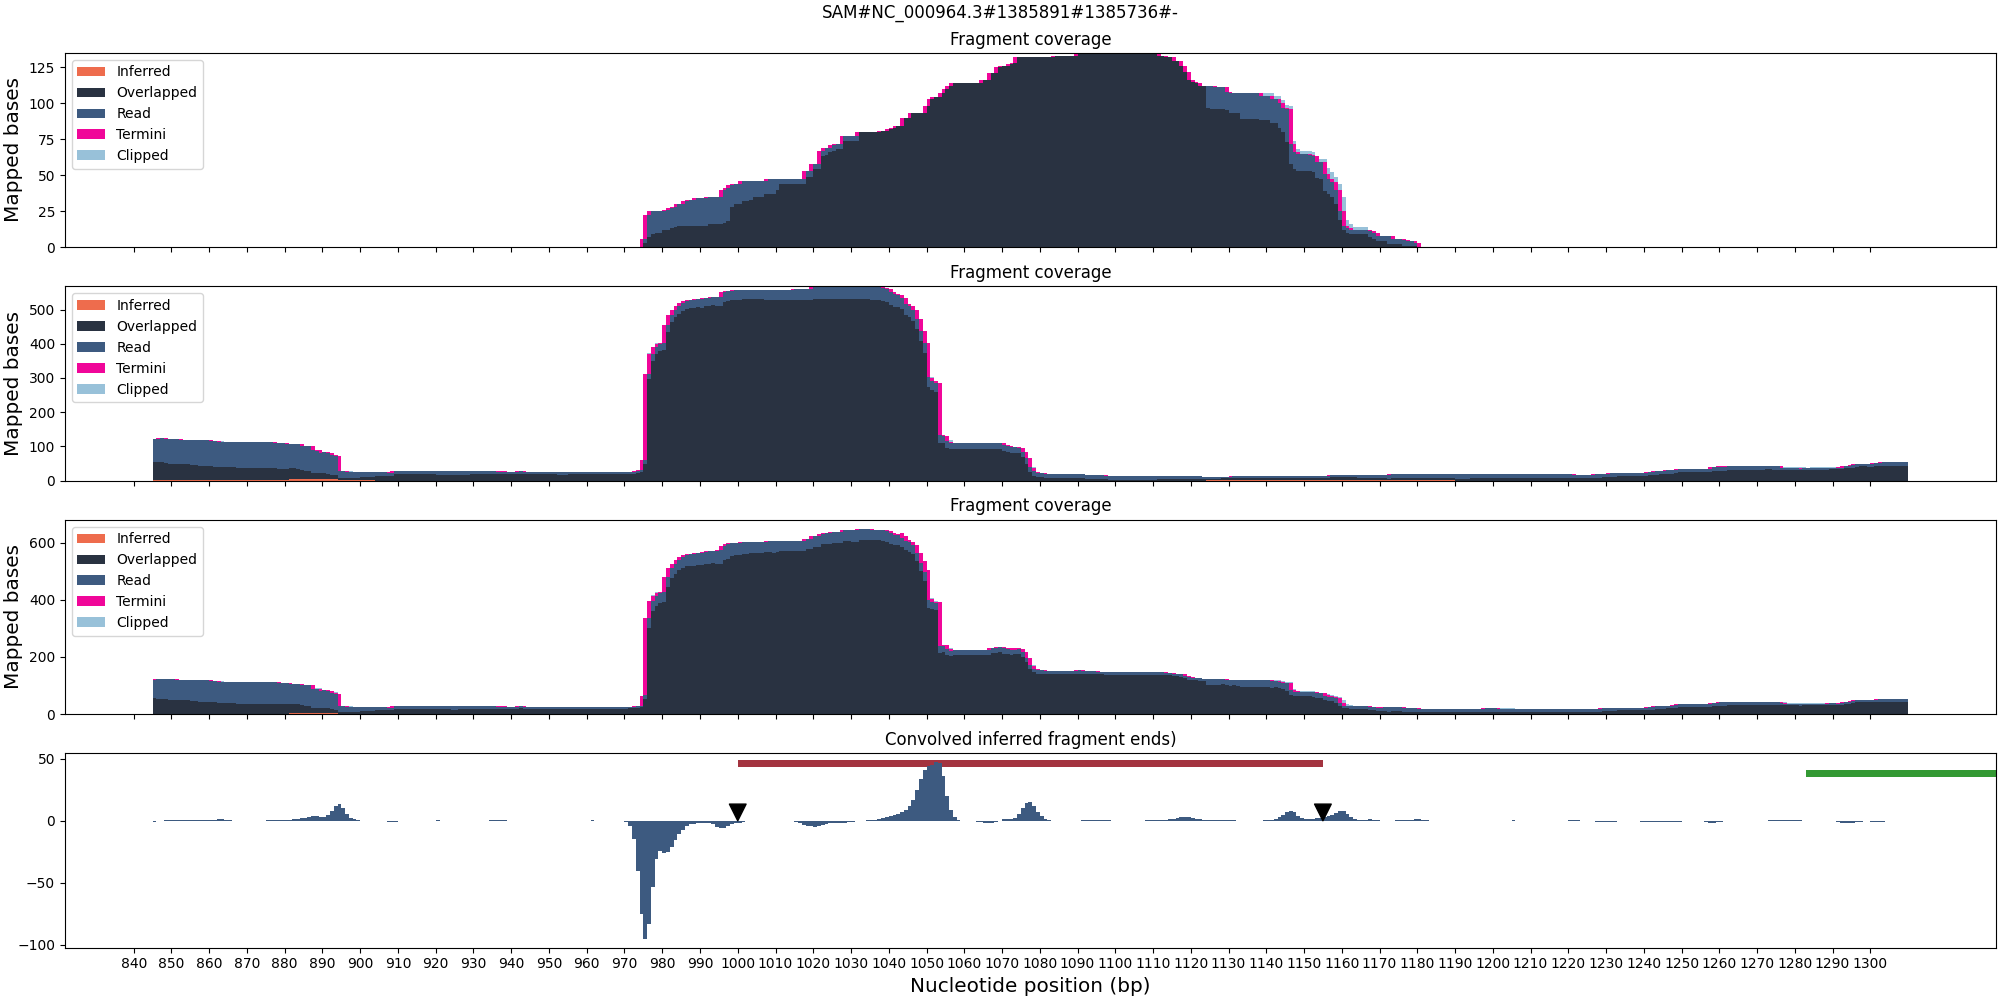 SAM#NC_000964.3#1385891#1385736#-
Fragment coverage
Mapped bases
125
100
75
50
25
0
Inferred
Overlapped
Read
Termini
Clipped
Fragment coverage
Mapped bases
500
400
300
200
100
0
Inferred
Overlapped
Read
Termini
Clipped
Fragment coverage
Mapped bases
600
400
200
0
Inferred
Overlapped
Read
Termini
Clipped
Convolved inferred fragment ends)
50
0
−50
−100
840 850 860 870 880 890 900 910 920 930 940 950 960 970 980 990 1000 1010 1020 1030 1040 1050 1060 1070 1080 1090 1100 1110 1120 1130 1140 1150 1160 1170 1180 1190 1200 1210 1220 1230 1240 1250 1260 1270 1280 1290 1300
Nucleotide position (bp)